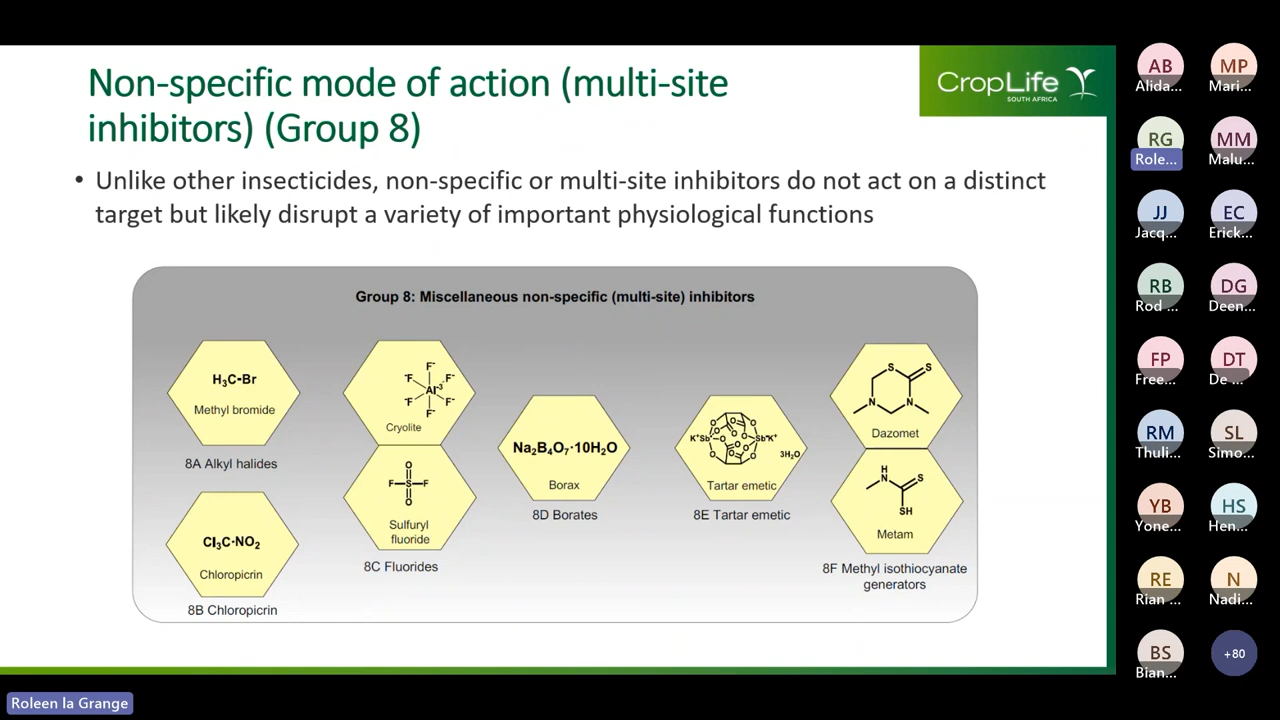 Non-specific mode of action (multi-site
inhibitors) (Group 8)
CropLife
SOUTH AFRICA
• Unlike other insecticides, non-specific or multi-site inhibitors do not act on a distinct
target but likely disrupt a variety of important physiological functions
Group 8: Miscellaneous non-specific (multi-site) inhibitors
H₃C-Br
Methyl bromide
8A Alkyl halides
Cl₃C·NO₂
Chloropicrin
8B Chloropicrin
F⁻
⁻F F⁻
Al⁺³
⁻F F⁻
F⁻
Cryolite
O
F-S-F
O
Sulfuryl
fluoride
8C Fluorides
Na₂B₄O₇·10H₂O
Borax
8D Borates
K⁺Sb⁻ Sb⁻K⁺
3H₂O
Tartar emetic
8E Tartar emetic
S S
N N
Dazomet
H
N S
SH
Metam
8F Methyl isothiocyanate
generators
AB
Alida...
MP
Mari...
RG
Role...
MM
Malu...
JJ
Jacq...
EC
Erick...
RB
Rod ...
DG
Deen...
FP
Free...
DT
De ...
RM
Thuli...
SL
Simo...
YB
Yone...
HS
Hen...
RE
Rian ...
N
Nadi...
BS
Bian...
+80
Roleen la Grange